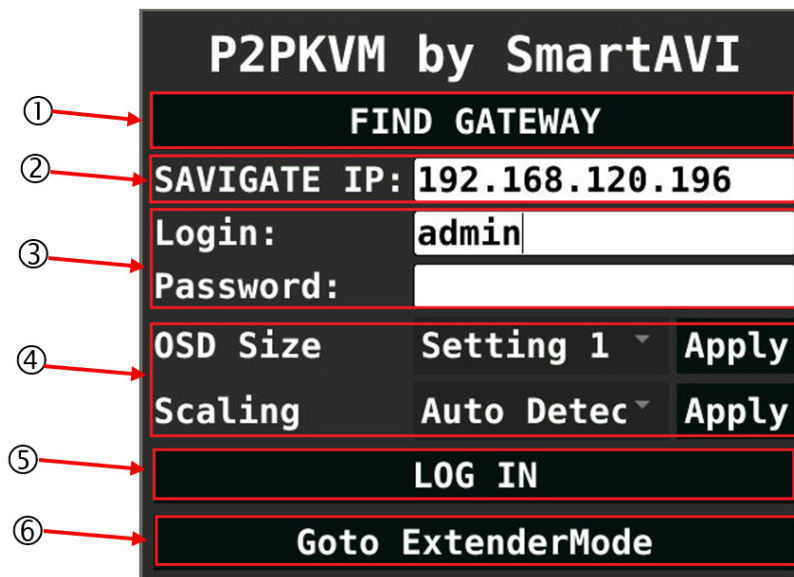 P2PKVM by SmartAVI
① FIND GATEWAY
② SAVIGATE IP: 192.168.120.196
③ Login: admin
Password:
④ OSD Size Setting 1 Apply
Scaling Auto Detec Apply
⑤ LOG IN
⑥ Goto ExtenderMode